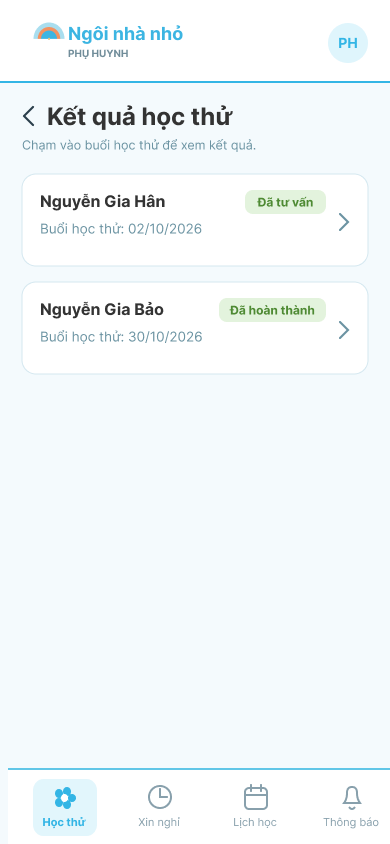 Ngôi nhà nhỏ
PHỤ HUYNH
PH
Kết quả học thử
Chạm vào buổi học thử để xem kết quả.
Nguyễn Gia Hân
Đã tư vấn
Buổi học thử: 02/10/2026
Nguyễn Gia Bảo
Đã hoàn thành
Buổi học thử: 30/10/2026
Học thử
Xin nghỉ
Lịch học
Thông báo